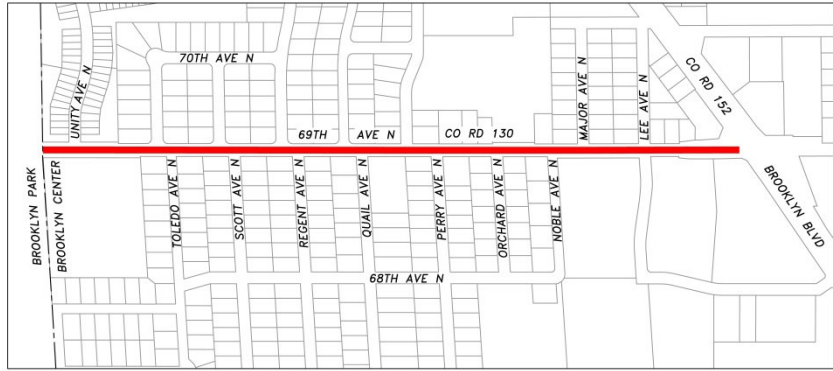 70TH AVE N
UNITY AVE N
MAJOR AVE N
LEE AVE N
CO RD 152
69TH AVE N
CO RD 130
BROOKLYN PARK
BROOKLYN CENTER
TOLEDO AVE N
SCOTT AVE N
REGENT AVE N
QUAIL AVE N
PERRY AVE N
ORCHARD AVE N
NOBLE AVE N
BROOKLYN BLVD
68TH AVE N